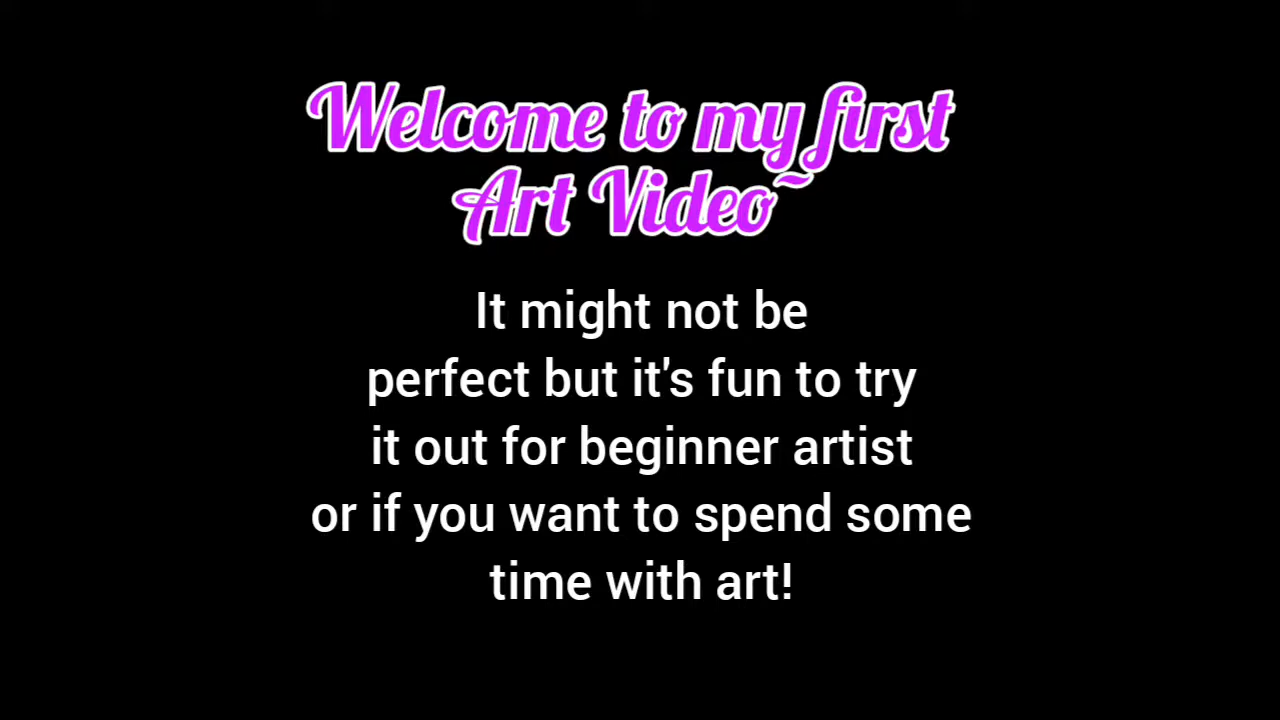 Welcome to my first
Art Video~
It might not be
perfect but it's fun to try
it out for beginner artist
or if you want to spend some
time with art!